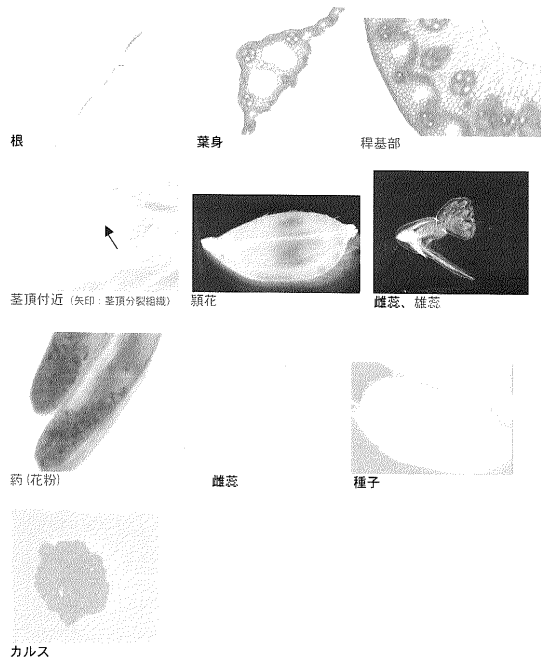 根
葉身
稈基部
茎頂付近(矢印:茎頂分裂組織)
頴花
雌蕊、雄蕊
葯(花粉)
雌蕊
種子
カルス